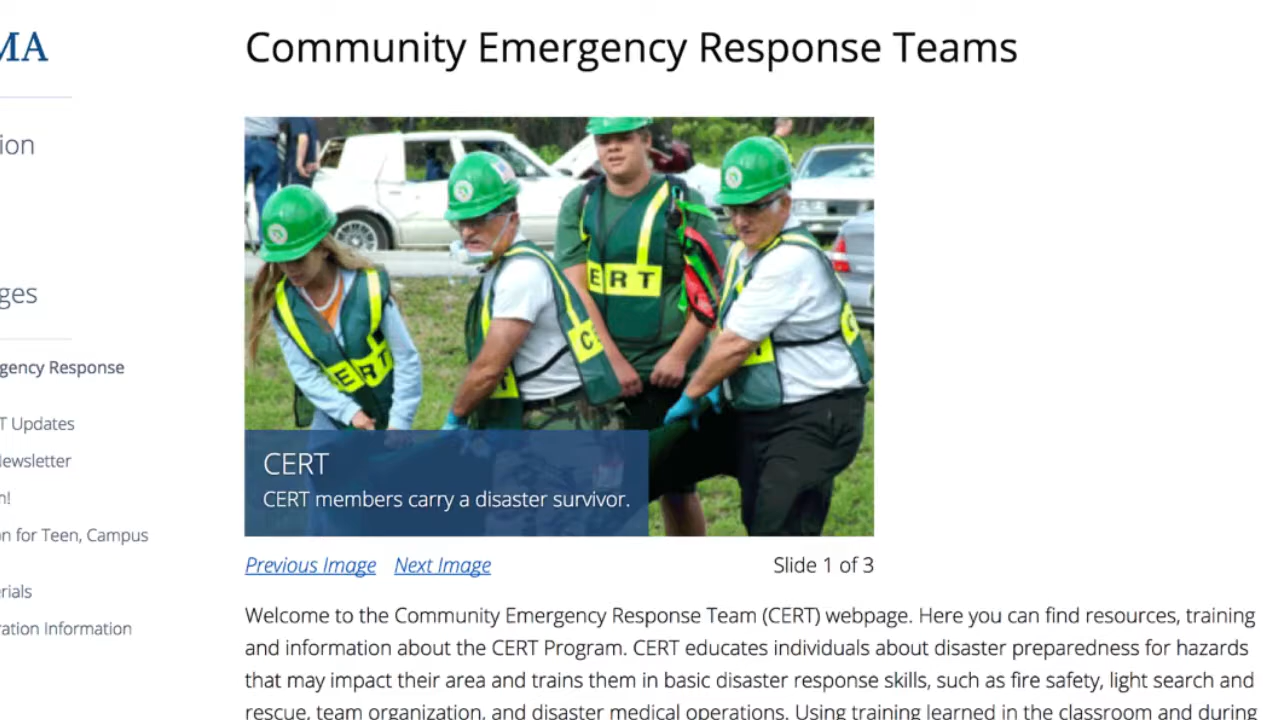 MA
Community Emergency Response Teams
ion
ges
gency Response
T Updates
Newsletter
n!
on for Teen, Campus
erials
ration Information
ERT
C
ERT
CERT
CERT members carry a disaster survivor.
Previous Image Next Image Slide 1 of 3
Welcome to the Community Emergency Response Team (CERT) webpage. Here you can find resources, training
and information about the CERT Program. CERT educates individuals about disaster preparedness for hazards
that may impact their area and trains them in basic disaster response skills, such as fire safety, light search and
rescue, team organization, and disaster medical operations. Using training learned in the classroom and during